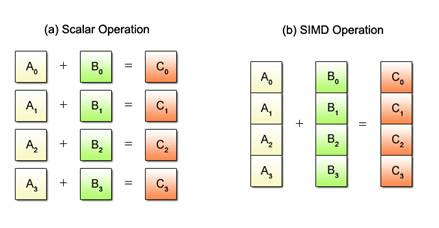 (a) Scalar Operation
A₀ + B₀ = C₀
A₁ + B₁ = C₁
A₂ + B₂ = C₂
A₃ + B₃ = C₃
(b) SIMD Operation
A₀ B₀ C₀
A₁ B₁ C₁
+ =
A₂ B₂ C₂
A₃ B₃ C₃